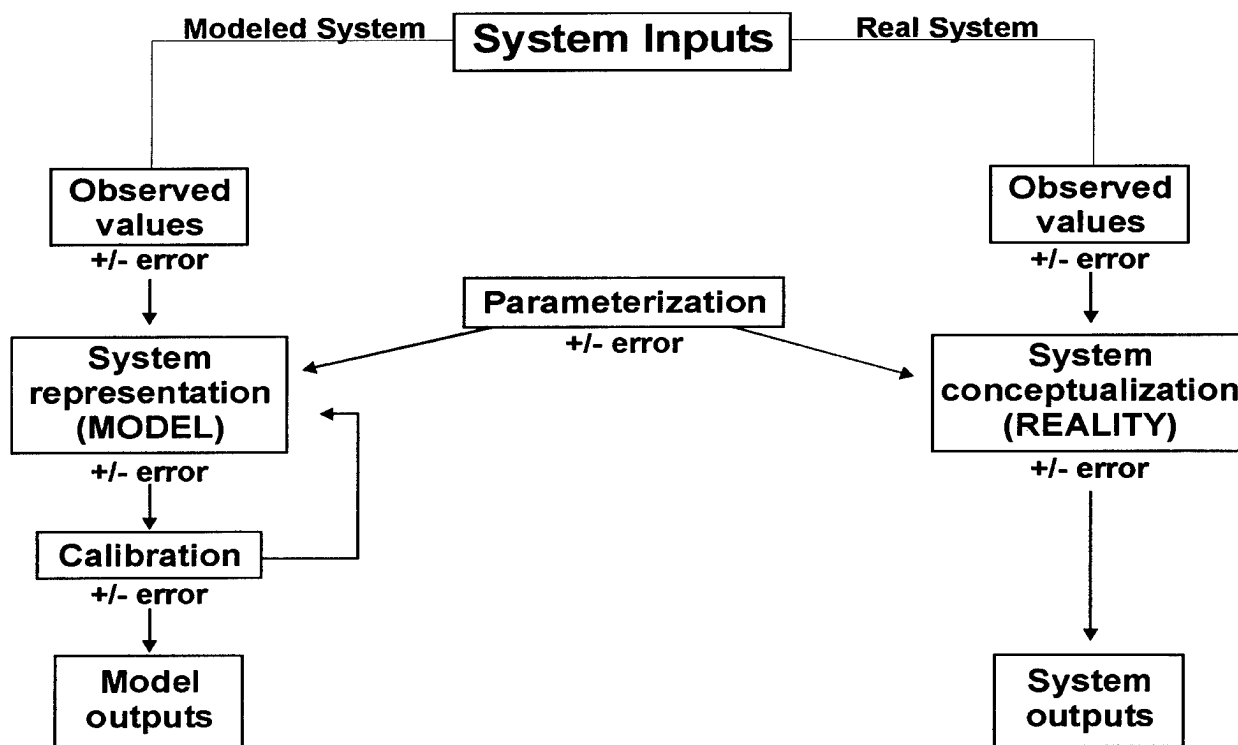 Modeled System
System Inputs
Real System
Observed
values
+/- error
Observed
values
+/- error
Parameterization
+/- error
System
representation
(MODEL)
+/- error
System
conceptualization
(REALITY)
+/- error
Calibration
+/- error
Model
outputs
System
outputs